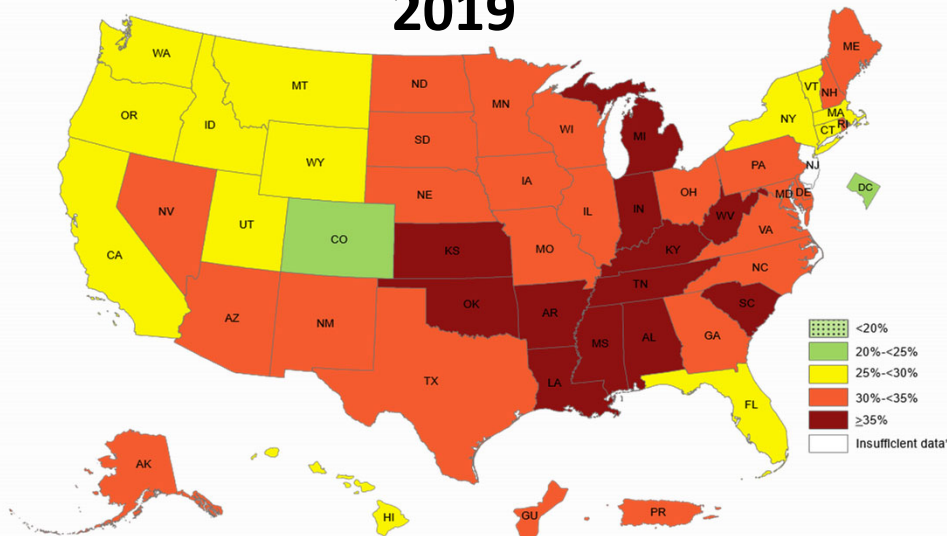 2019
WA
MT
ND
MN
ME
VT
NH
OR
ID
WY
SD
WI
MI
NY
MA
RI
CT
NV
UT
CO
NE
IA
IL
IN
OH
PA
NJ
DC
MD
DE
CA
KS
MO
KY
WV
VA
AZ
NM
OK
AR
TN
NC
SC
TX
LA
MS
AL
GA
FL
<20%
20%-<25%
25%-<30%
30%-<35%
≥35%
Insufficient data*
AK
HI
GU
PR